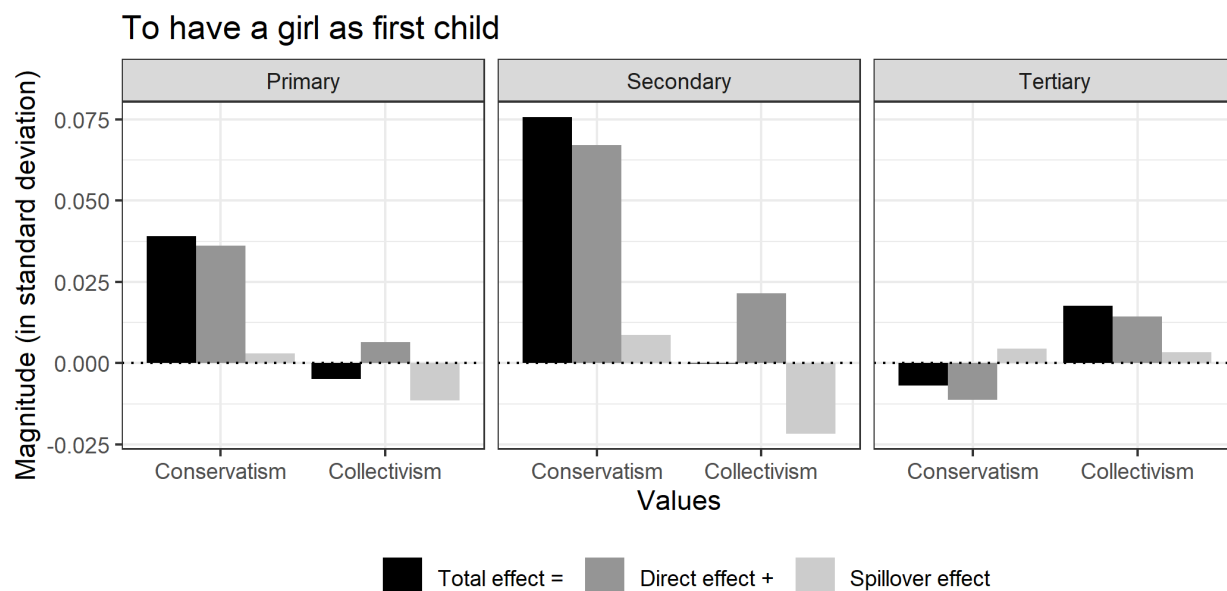 To have a girl as first child
Primary Secondary Tertiary
Magnitude (in standard deviation)
0.075
0.050
0.025
0.000
-0.025
Conservatism Collectivism Conservatism Collectivism Conservatism Collectivism
Values
Total effect = Direct effect + Spillover effect